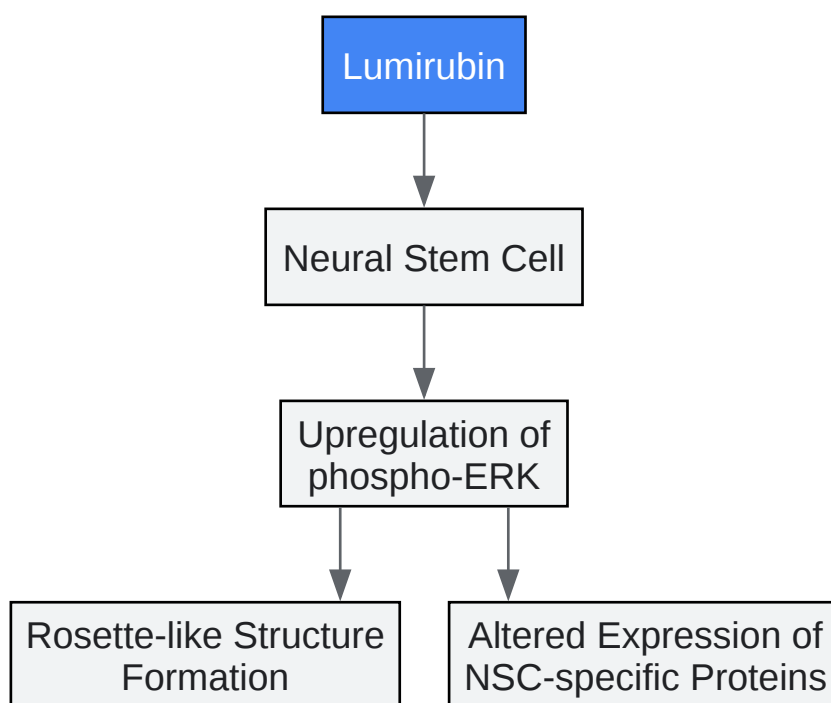 Lumirubin
Neural Stem Cell
Upregulation of
phospho-ERK
Rosette-like Structure
Formation
Altered Expression of
NSC-specific Proteins